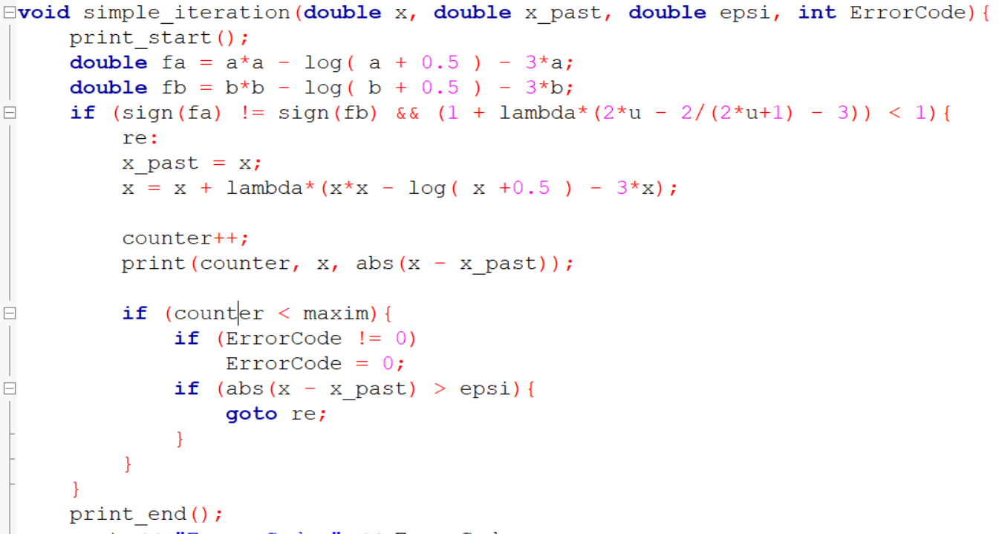 void simple_iteration(double x, double x_past, double epsi, int ErrorCode){
    print_start();
    double fa = a*a - log( a + 0.5 ) - 3*a;
    double fb = b*b - log( b + 0.5 ) - 3*b;
    if (sign(fa) != sign(fb) && (1 + lambda*(2*u - 2/(2*u+1) - 3)) < 1){
        re:
        x_past = x;
        x = x + lambda*(x*x - log( x +0.5 ) - 3*x);
        counter++;
        print(counter, x, abs(x - x_past));
        if (counter < maxim){
            if (ErrorCode != 0)
                ErrorCode = 0;
            if (abs(x - x_past) > epsi){
                goto re;
            }
        }
    }
    print_end();